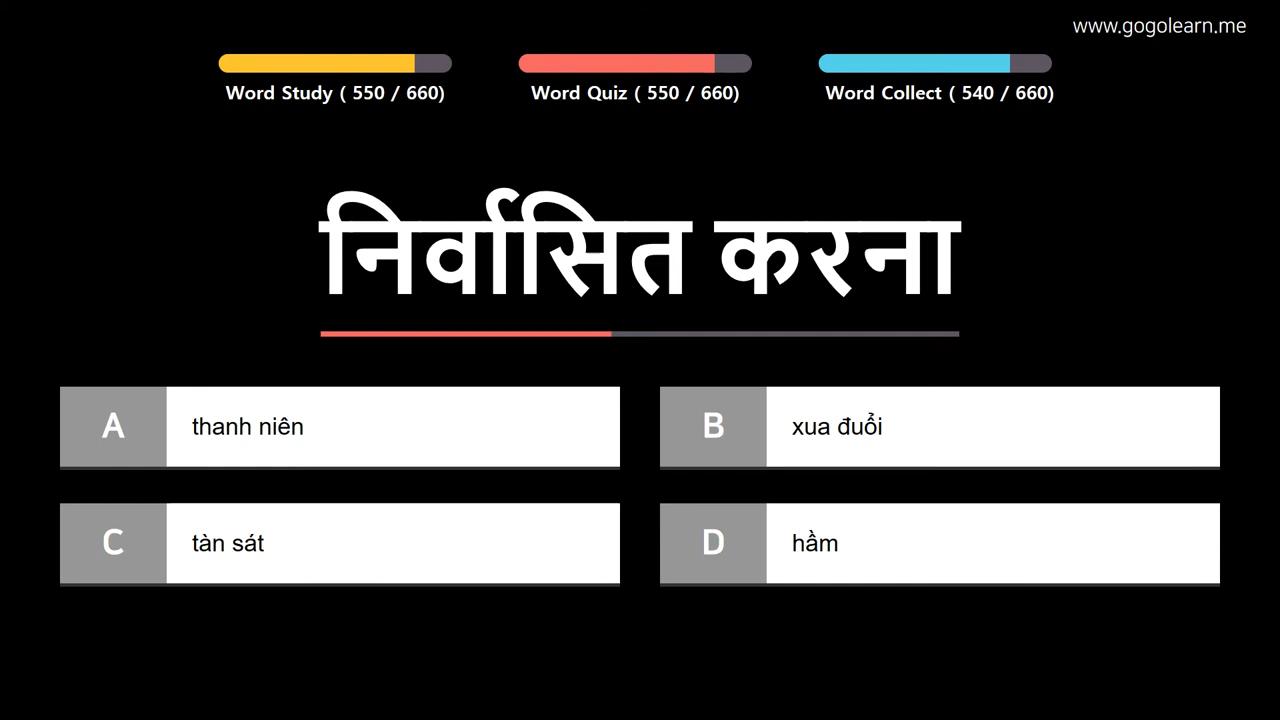 www.gogolearn.me
Word Study ( 550 / 660)
Word Quiz ( 550 / 660)
Word Collect ( 540 / 660)
निर्वासित करना
A thanh niên
B xua đuổi
C tàn sát
D hầm